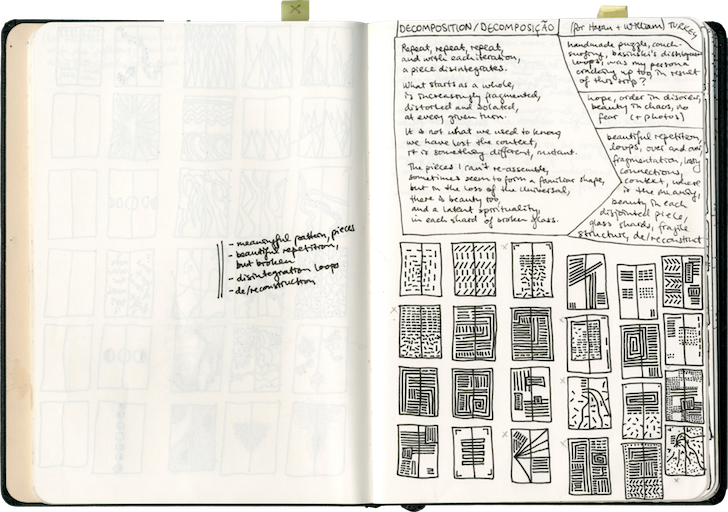 - meaningful pattern, pieces
- beautiful repetition,
but broken
- disintegration loops
- de/reconstruction
DECOMPOSITION/DECOMPOSIÇÃO
(for Hasan + William) TURKEY
Repeat, repeat, repeat,
and with each iteration,
a piece disintegrates.
What starts as a whole,
is increasingly fragmented,
distorted and isolated,
at every given turn.
It is not what we used to know
we have lost the context,
it is something different, mutant.
The pieces I can't re-assemble,
sometimes seem to form a familiar shape,
but in the loss of the universal,
there is beauty too,
and a latent spirituality,
in each shard of broken glass.
handmade puzzle, couch-
surfing, basinski's
loops, was my persona
cracking up too in result
of this trip?
hope, order in disorder,
beauty in chaos, no
fear (+ photos)
beautiful repetition
loops, over and over,
fragmentation, losing
connections,
context, where
is the meaning,
beauty in each
disjointed piece,
glass shards, fragile
structure, de/reconstruct